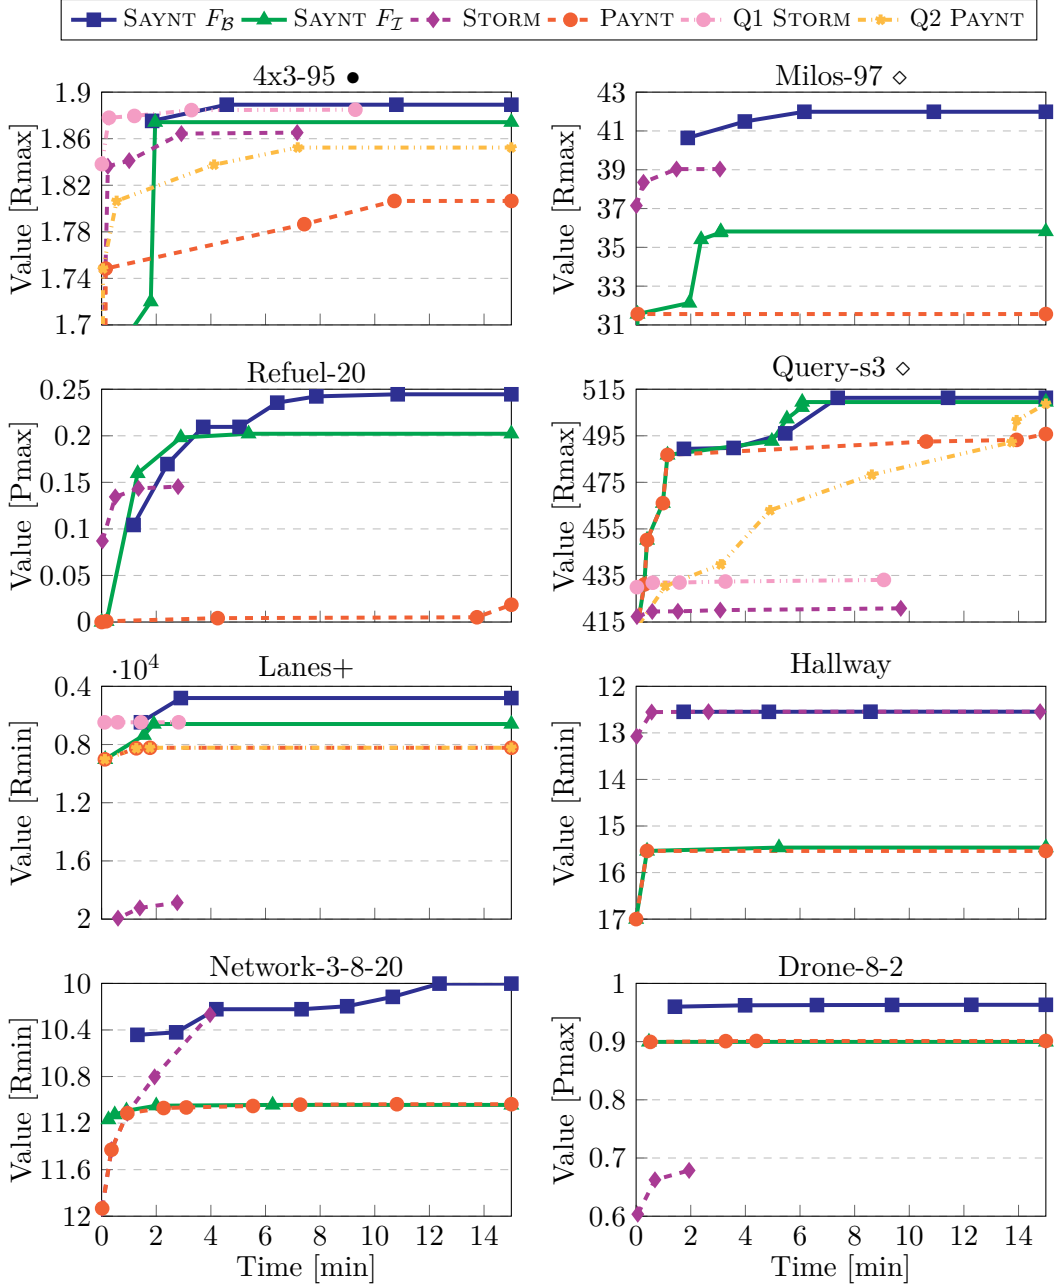 SAYNT F_B SAYNT F_I STORM PAYNT Q1 STORM Q2 PAYNT
4x3-95 ●
Value [Rmax]
1.9
1.86
1.82
1.78
1.74
1.7
Milos-97 ◇
Value [Rmax]
43
41
39
37
35
33
31
Refuel-20
Value [Pmax]
0.25
0.2
0.15
0.1
0.05
0
Query-s3 ◇
Value [Rmax]
515
495
475
455
435
415
Lanes+
·10⁴
Value [Rmin]
0.4
0.8
1.2
1.6
2
Hallway
Value [Rmin]
12
13
14
15
16
17
Network-3-8-20
Value [Rmin]
10
10.4
10.8
11.2
11.6
12
0 2 4 6 8 10 12 14
Time [min]
Drone-8-2
Value [Pmax]
1
0.9
0.8
0.7
0.6
0 2 4 6 8 10 12 14
Time [min]